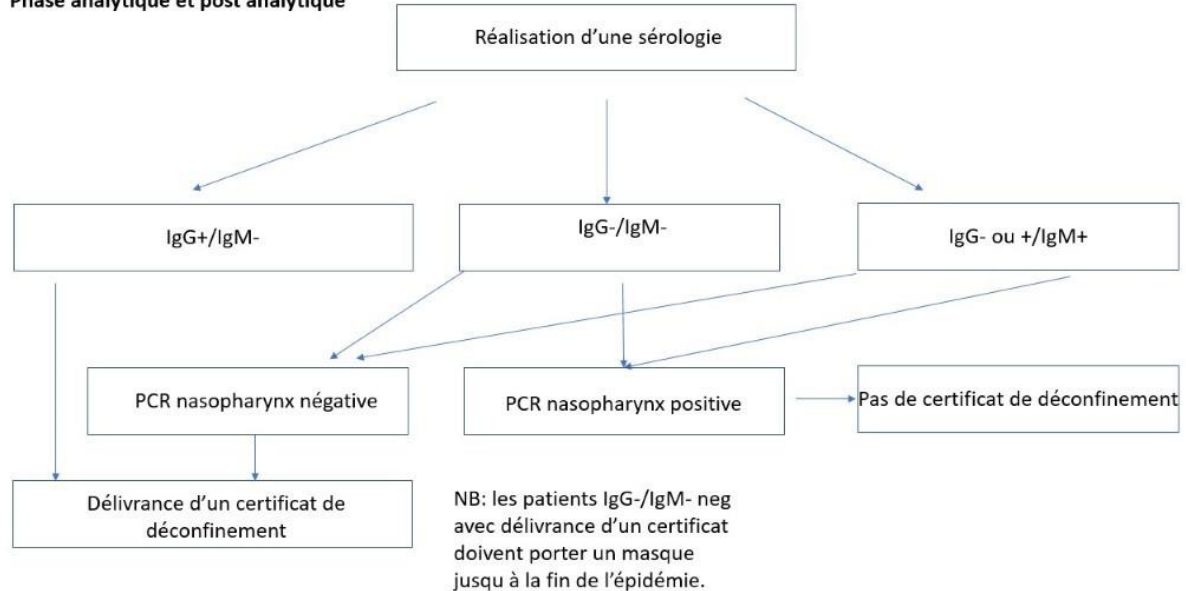 Phase analytique et post analytique
Réalisation d’une sérologie
IgG+/IgM-
IgG-/IgM-
IgG- ou +/IgM+
PCR nasopharynx négative
PCR nasopharynx positive
Pas de certificat de déconfinement
Délivrance d’un certificat de
déconfinement
NB: les patients IgG-/IgM- neg
avec délivrance d’un certificat
doivent porter un masque
jusqu à la fin de l’épidémie.